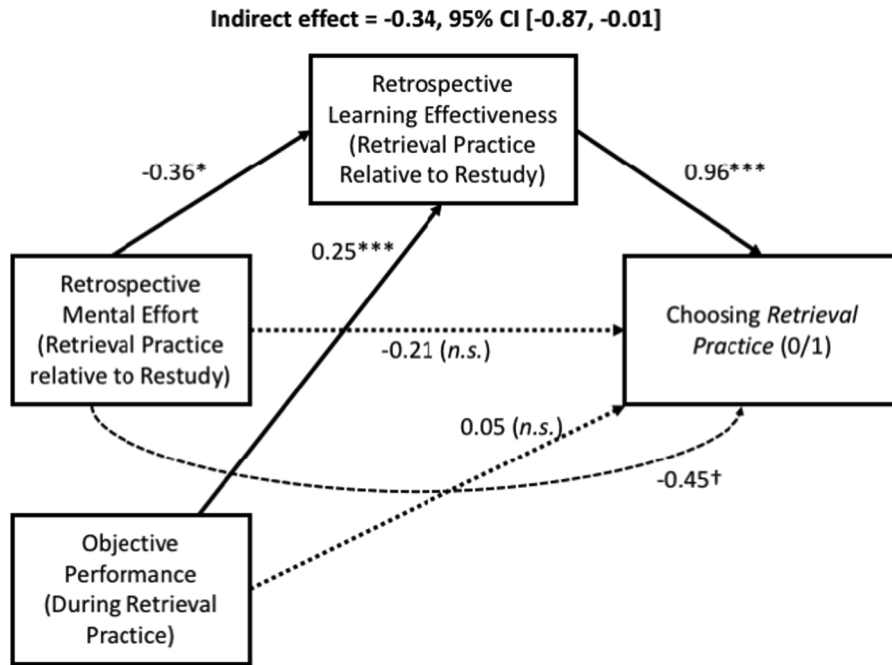 Indirect effect = -0.34, 95% CI [-0.87, -0.01]
Retrospective
Learning Effectiveness
(Retrieval Practice
Relative to Restudy)
-0.36*
0.96***
0.25***
Retrospective
Mental Effort
(Retrieval Practice
relative to Restudy)
-0.21 (n.s.)
Choosing Retrieval
Practice (0/1)
0.05 (n.s.)
-0.45†
Objective
Performance
(During Retrieval
Practice)